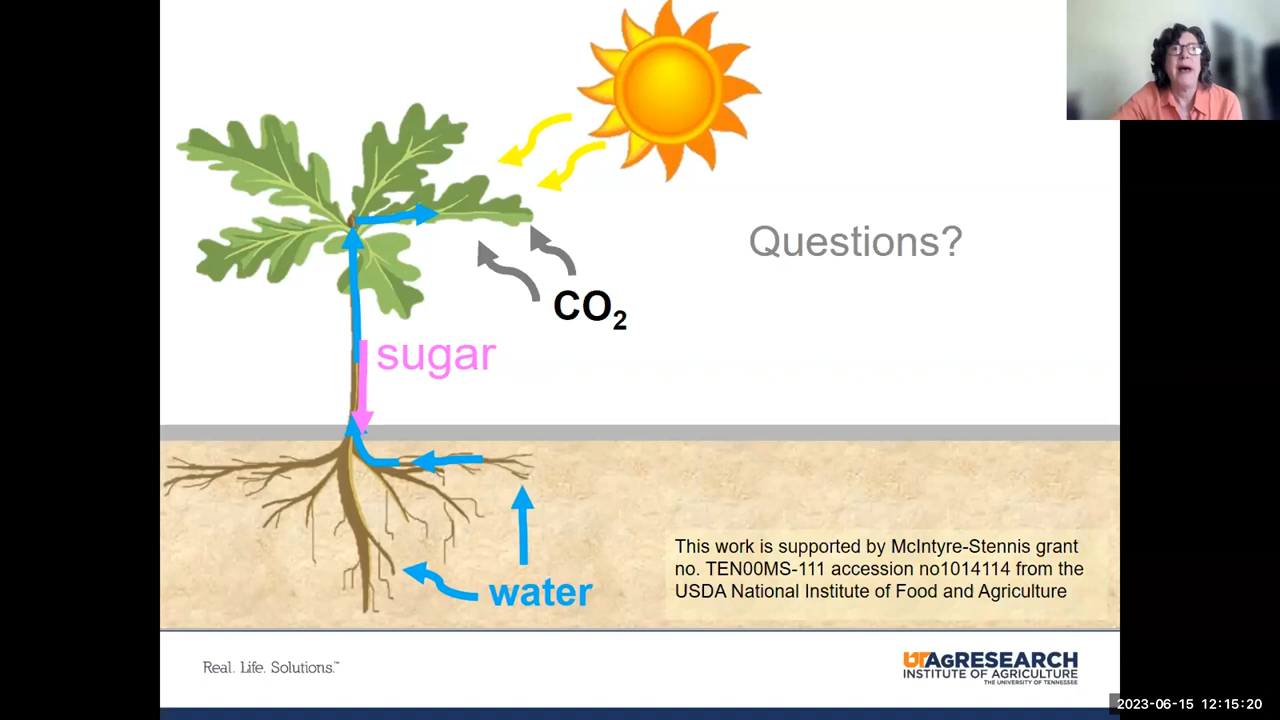 Questions?
CO₂
sugar
water
This work is supported by McIntyre-Stennis grant
no. TEN00MS-111 accession no1014114 from the
USDA National Institute of Food and Agriculture
Real. Life. Solutions.™
UT AGRESEARCH
INSTITUTE OF AGRICULTURE
THE UNIVERSITY OF TENNESSEE
2023-06-15 12:15:20